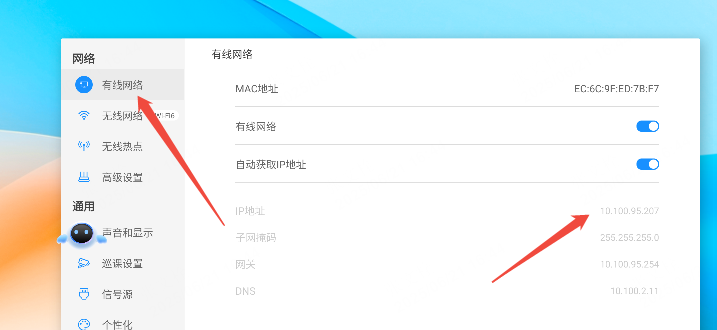 网络
有线网络
无线网络 WiFi6
无线热点
高级设置
通用
声音和显示
巡课设置
信号源
个性化
有线网络
MAC地址 EC:6C:9F:ED:7B:F7
有线网络
自动获取IP地址
IP地址 10.100.95.207
子网掩码 255.255.255.0
网关 10.100.95.254
DNS 10.100.2.11